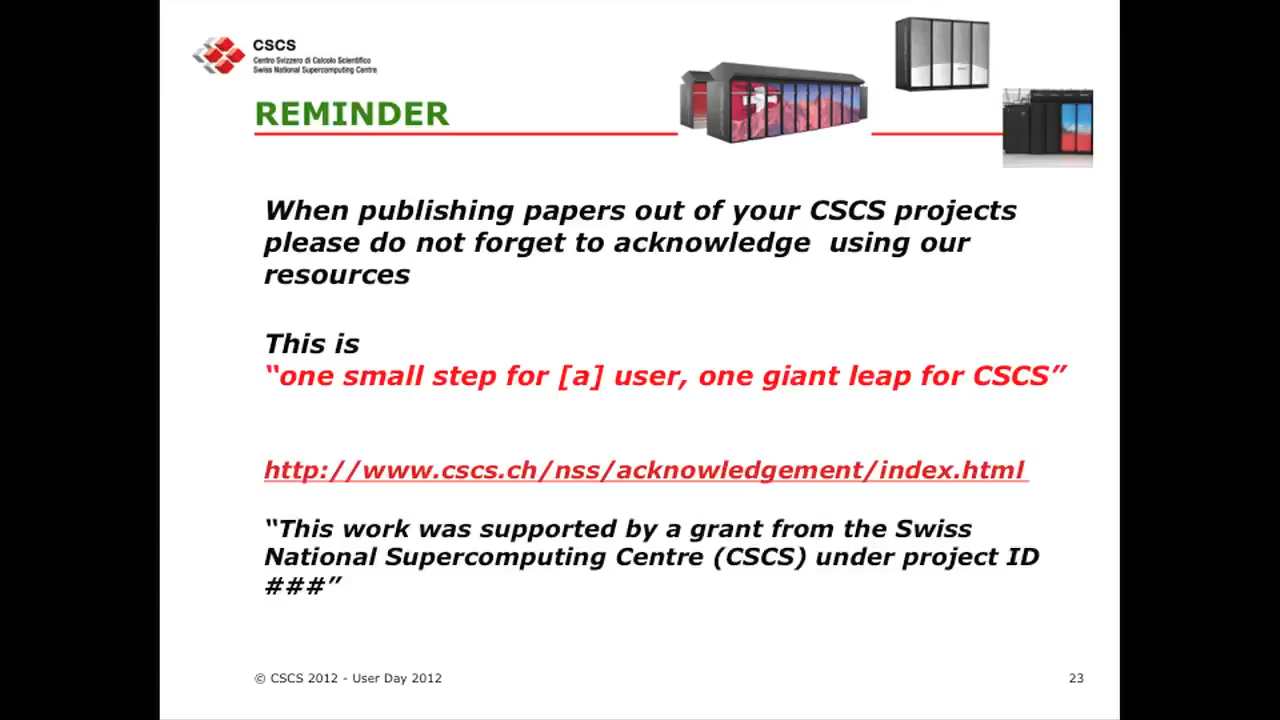 CSCS
Centro Svizzero di Calcolo Scientifico
Swiss National Supercomputing Centre
REMINDER
When publishing papers out of your CSCS projects
please do not forget to acknowledge  using our
resources
This is
“one small step for [a] user, one giant leap for CSCS”
http://www.cscs.ch/nss/acknowledgement/index.html
“This work was supported by a grant from the Swiss
National Supercomputing Centre (CSCS) under project ID
###”
© CSCS 2012 - User Day 2012
23